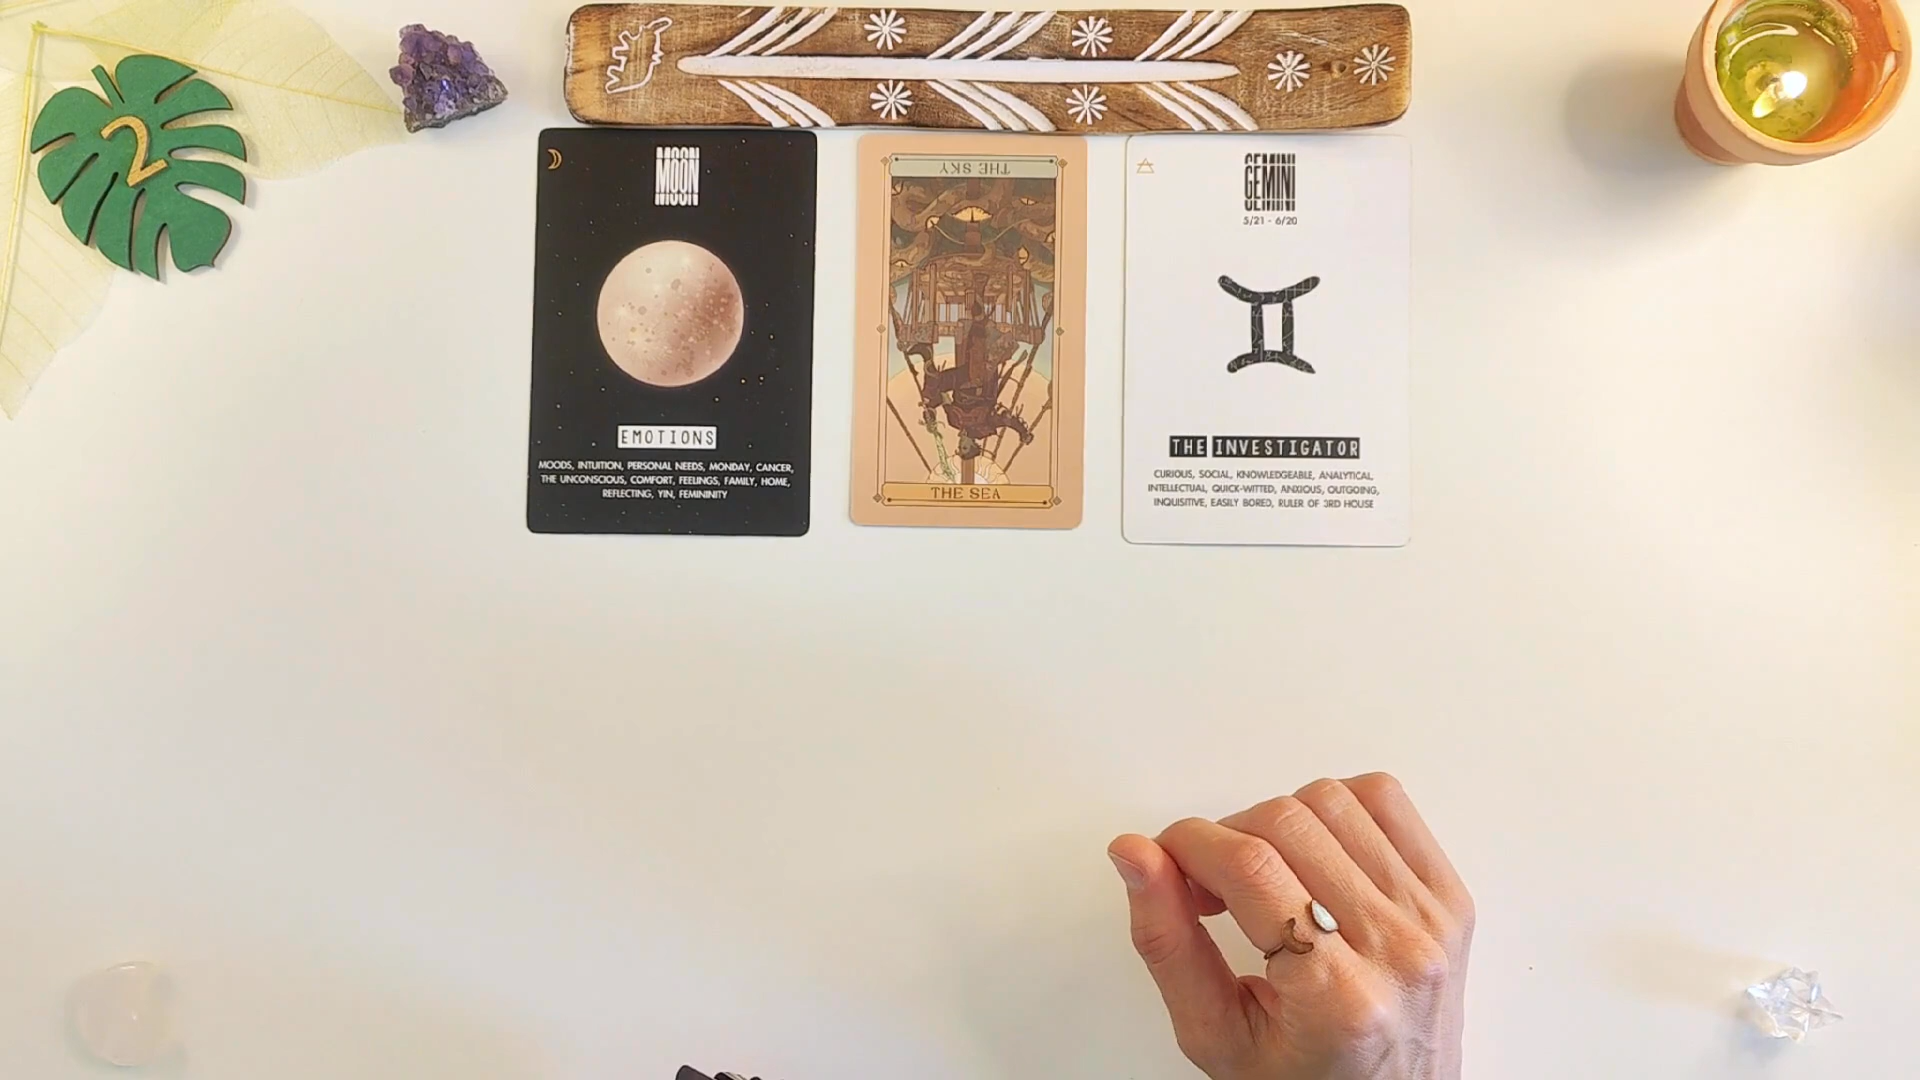 2
MOON
EMOTIONS
MOODS, INTUITION, PERSONAL NEEDS, MONDAY, CANCER,
THE UNCONSCIOUS, COMFORT, FEELINGS, FAMILY, HOME,
REFLECTING, YIN, FEMININITY
THE SKY
THE SEA
GEMINI
5/21 - 6/20
THE INVESTIGATOR
CURIOUS, SOCIAL, KNOWLEDGEABLE, ANALYTICAL,
INTELLECTUAL, QUICK-WITTED, ANXIOUS, OUTGOING,
INQUISITIVE, EASILY BORED, RULER OF 3RD HOUSE